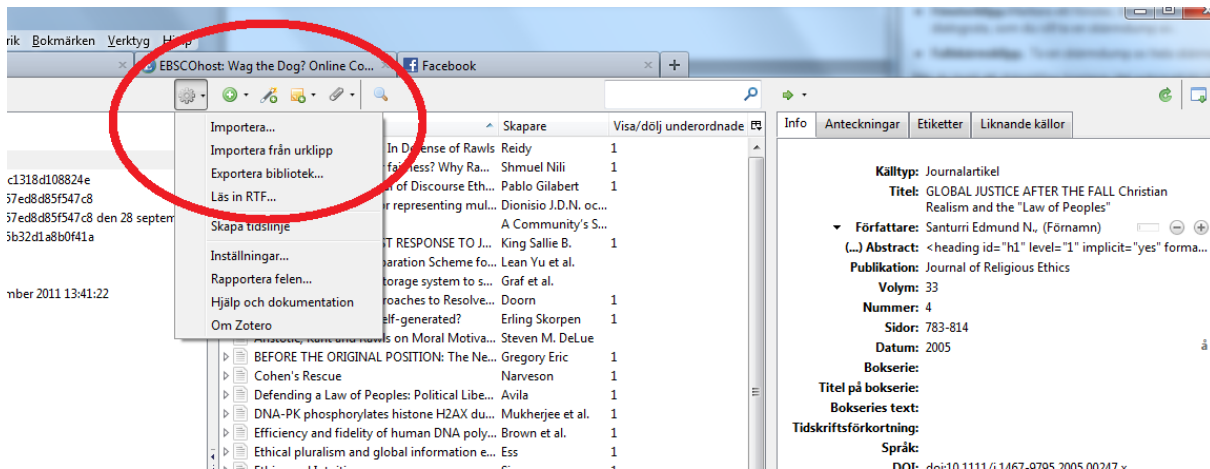 rik Bokmärken Verktyg
EBSCOhost: Wag the Dog? Online Co...
Facebook
Importera...
Importera från urklipp
Exportera bibliotek...
Läs in RTF...
Skapa tidslinje
Inställningar...
Rapportera felen...
Hjälp och dokumentation
Om Zotero
c1318d108824e
57ed8d85f547c8
57ed8d85f547c8 den 28 septem
5b32d1a8b0f41a
mber 2011 13:41:22
Skapare Visa/dölj underordnade
In Defense of Rawls Reidy 1
fairness? Why Ra... Shmuel Nili 1
of Discourse Eth... Pablo Gilabert 1
r representing mul... Dionisio J.D.N. oc...
A Community's S...
ST RESPONSE TO J... King Sallie B. 1
paration Scheme fo... Lean Yu et al.
torage system to s... Graf et al.
roaches to Resolve... Doorn 1
elf-generated? Erling Skorpen 1
Aristotle, Kant and Rawls on Moral Motiva... Steven M. DeLue
BEFORE THE ORIGINAL POSITION: The Ne... Gregory Eric 1
Cohen's Rescue Narveson 1
Defending a Law of Peoples: Political Libe... Avila 1
DNA-PK phosphorylates histone H2AX du... Mukherjee et al. 1
Efficiency and fidelity of human DNA poly... Brown et al. 1
Ethical pluralism and global information e... Ess 1
Info Anteckningar Etiketter Liknande källor
Källtyp: Journalartikel
Titel: GLOBAL JUSTICE AFTER THE FALL Christian
Realism and the "Law of Peoples"
Författare: Santurri Edmund N., (Förnamn)
(...) Abstract: <heading id="h1" level="1" implicit="yes" forma...
Publikation: Journal of Religious Ethics
Volym: 33
Nummer: 4
Sidor: 783-814
Datum: 2005 å
Bokserie:
Titel på bokserie:
Bokseries text:
Tidskriftsförkortning:
Språk:
DOI: doi:10.1111/j.1467-9795.2005.00247.x